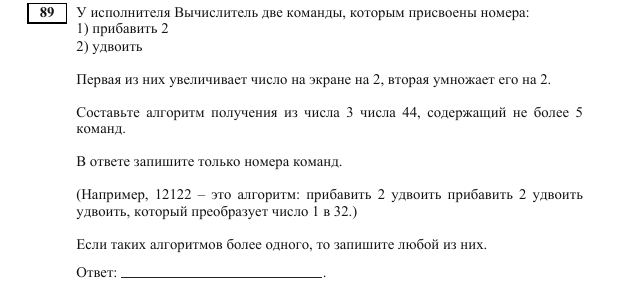 89 У исполнителя Вычислитель две команды, которым присвоены номера:
1) прибавить 2
2) удвоить
Первая из них увеличивает число на экране на 2, вторая умножает его на 2.
Составьте алгоритм получения из числа 3 числа 44, содержащий не более 5
команд.
В ответе запишите только номера команд.
(Например, 12122 – это алгоритм: прибавить 2 удвоить прибавить 2 удвоить
удвоить, который преобразует число 1 в 32.)
Если таких алгоритмов более одного, то запишите любой из них.
Ответ: ______________________________.